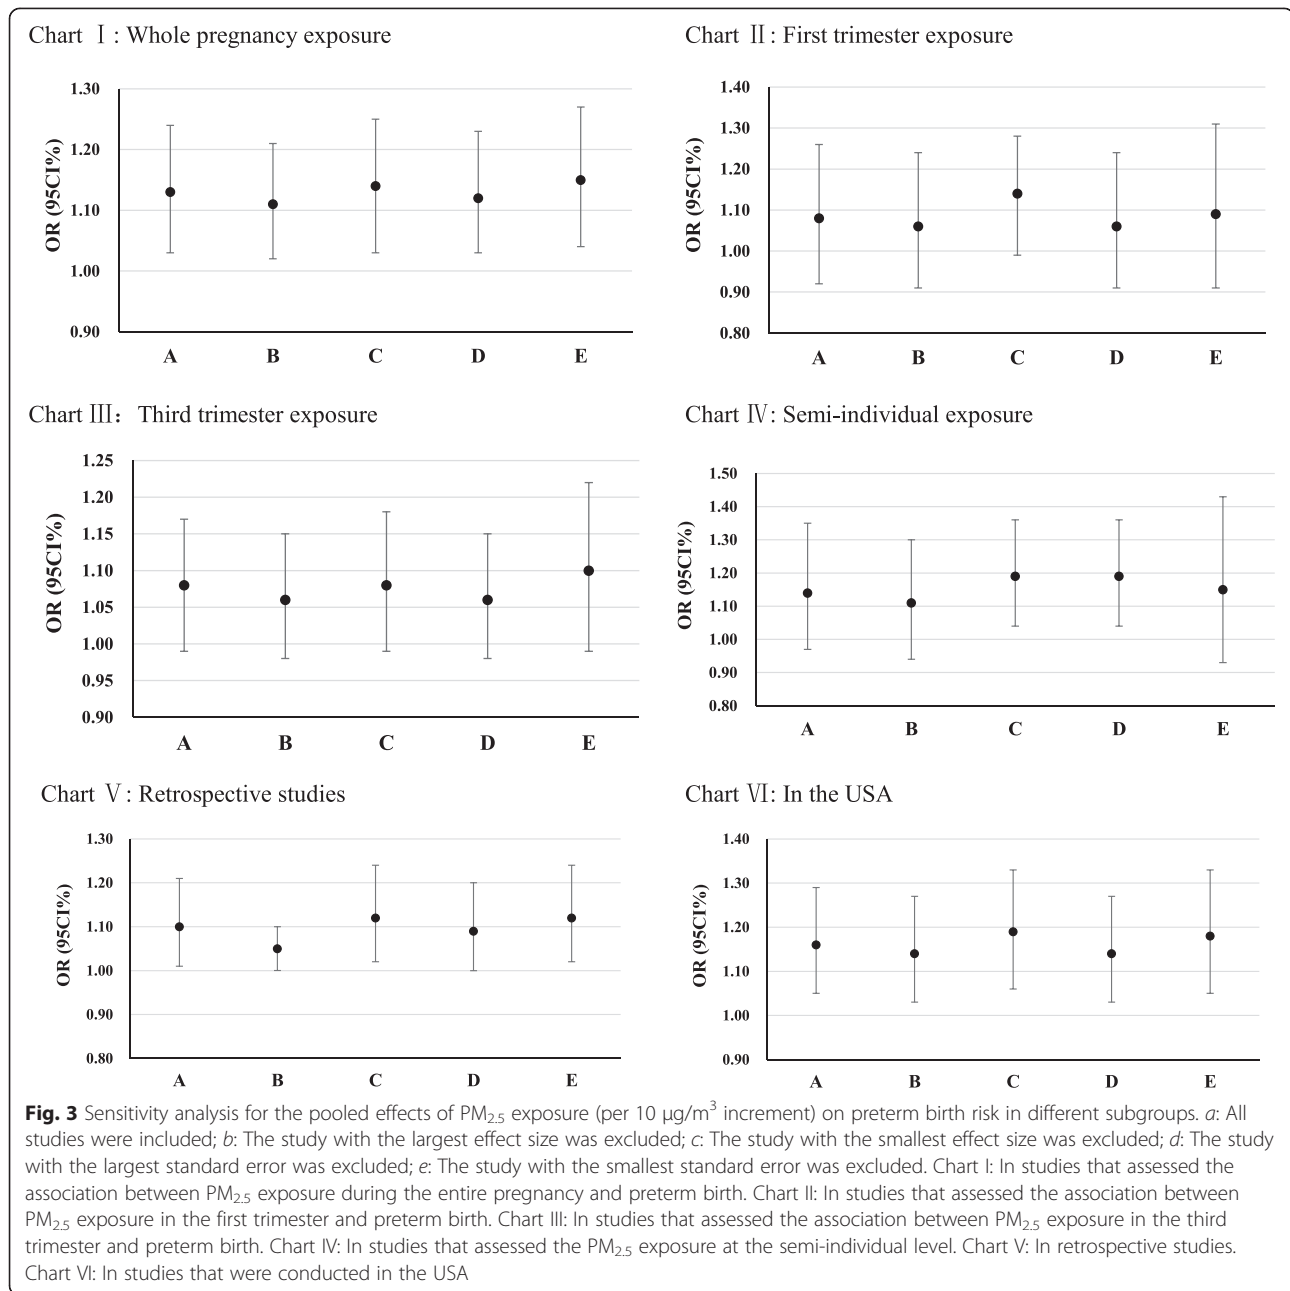 Chart Ⅰ: Whole pregnancy exposure
1.30
1.20
1.10
1.00
0.90
OR (95CI%)
A B C D E
Chart Ⅱ: First trimester exposure
1.40
1.30
1.20
1.10
1.00
0.90
0.80
OR (95CI%)
A B C D E
Chart Ⅲ: Third trimester exposure
1.25
1.20
1.15
1.10
1.05
1.00
0.95
0.90
OR (95CI%)
A B C D E
Chart Ⅳ: Semi-individual exposure
1.50
1.40
1.30
1.20
1.10
1.00
0.90
0.80
OR (95CI%)
A B C D E
Chart Ⅴ: Retrospective studies
1.30
1.20
1.10
1.00
0.90
0.80
OR (95CI%)
A B C D E
Chart Ⅵ: In the USA
1.40
1.30
1.20
1.10
1.00
0.90
OR (95CI%)
A B C D E
Fig. 3 Sensitivity analysis for the pooled effects of PM2.5 exposure (per 10 μg/m³ increment) on preterm birth risk in different subgroups. a: All
studies were included; b: The study with the largest effect size was excluded; c: The study with the smallest effect size was excluded; d: The study
with the largest standard error was excluded; e: The study with the smallest standard error was excluded. Chart I: In studies that assessed the
association between PM2.5 exposure during the entire pregnancy and preterm birth. Chart II: In studies that assessed the association between
PM2.5 exposure in the first trimester and preterm birth. Chart III: In studies that assessed the association between PM2.5 exposure in the third
trimester and preterm birth. Chart IV: In studies that assessed the PM2.5 exposure at the semi-individual level. Chart V: In retrospective studies.
Chart VI: In studies that were conducted in the USA